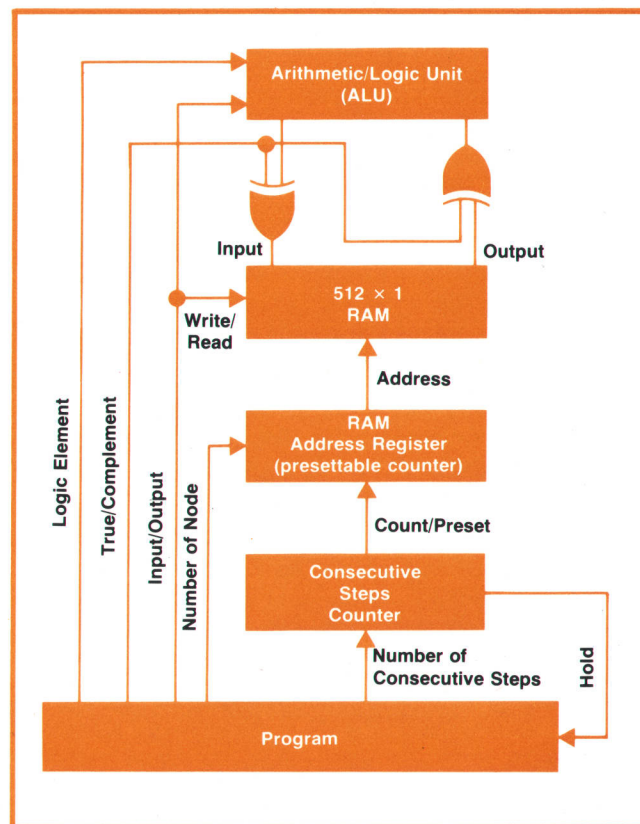 Arithmetic/Logic Unit
(ALU)
Input
Output
512 × 1
RAM
Write/
Read
Address
RAM
Address Register
(presettable counter)
Logic Element
True/Complement
Input/Output
Number of Node
Count/Preset
Consecutive
Steps
Counter
Number of
Consecutive Steps
Hold
Program